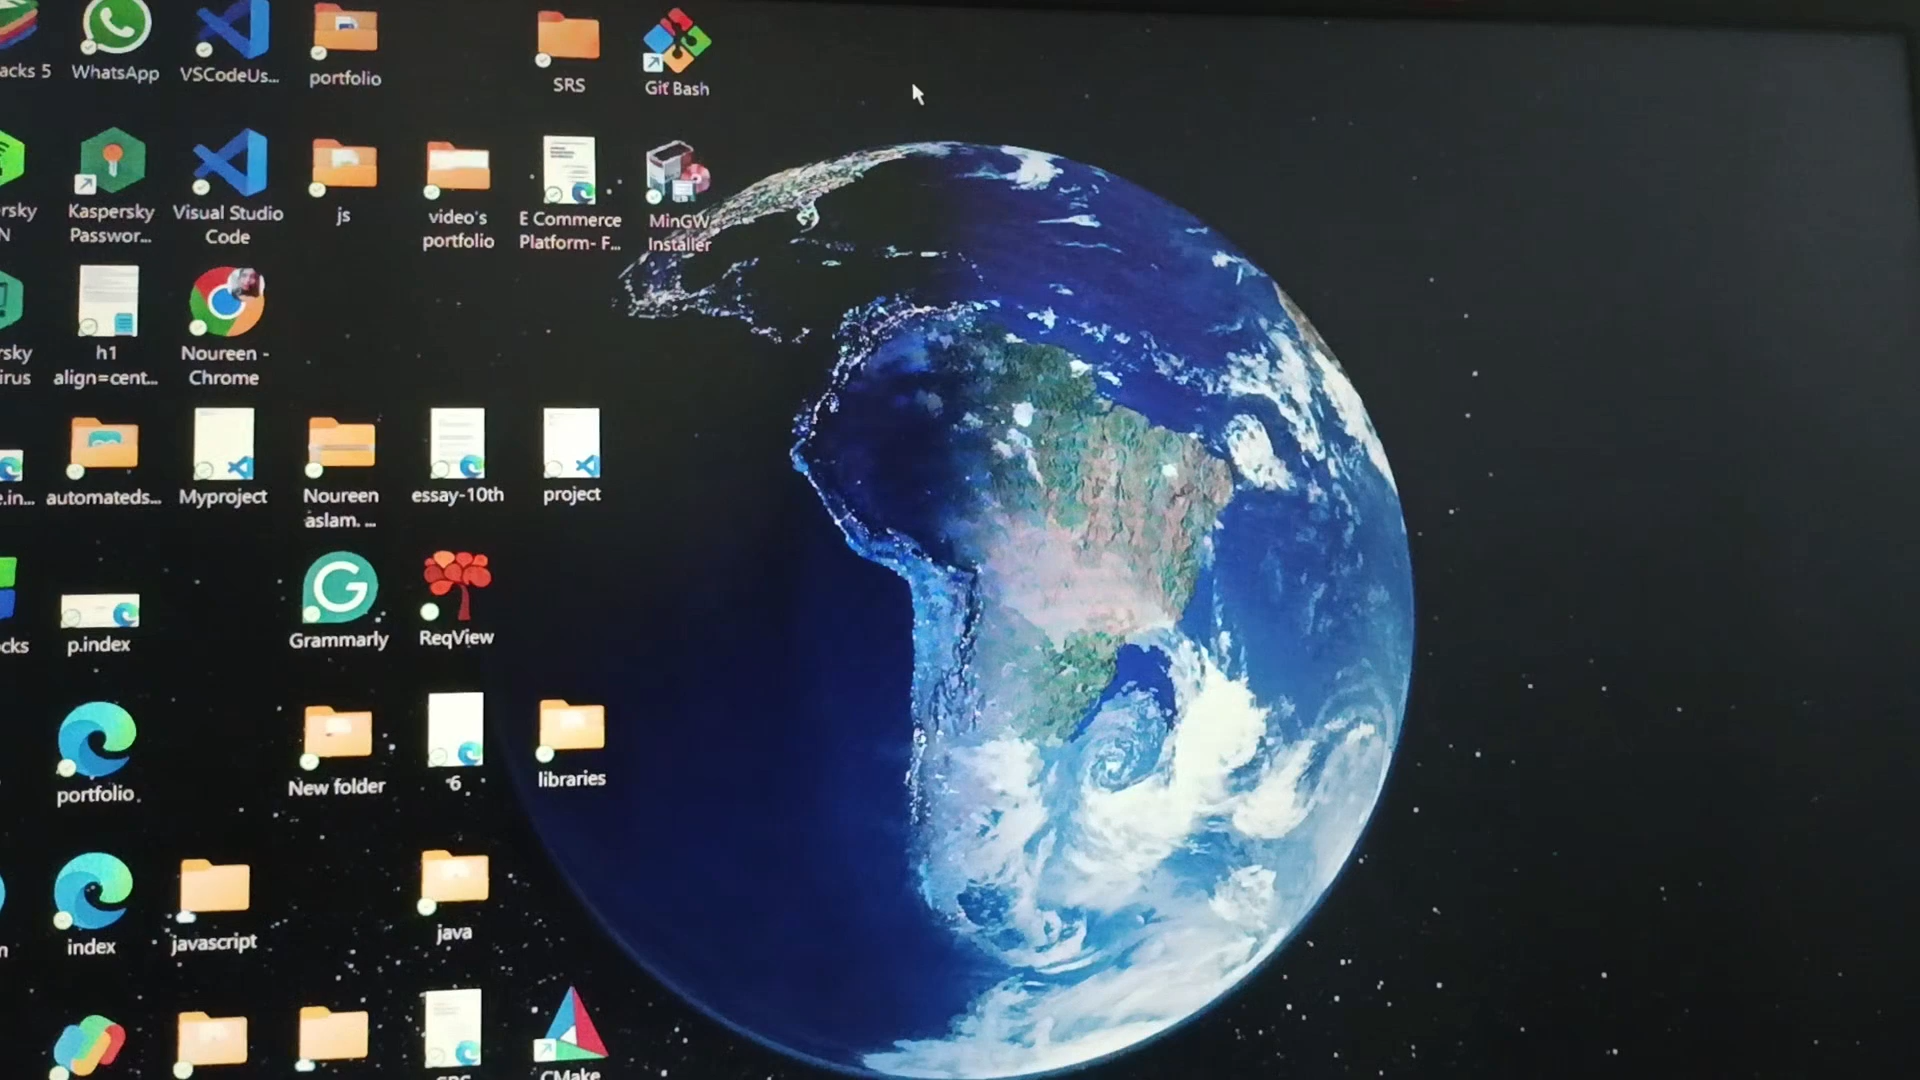 acks 5
WhatsApp
VSCodeUs...
portfolio
SRS
Git Bash
rsky
N
Kaspersky
Passwor...
Visual Studio
Code
js
video's
portfolio
E Commerce
Platform- F...
MinGW
Installer
rsky
irus
h1
align=cent...
Noureen -
Chrome
e.in...
automateds...
Myproject
Noureen
aslam. ...
essay-10th
project
cks
p.index
Grammarly
ReqView
portfolio
New folder
6
libraries
index
javascript
java
CMake